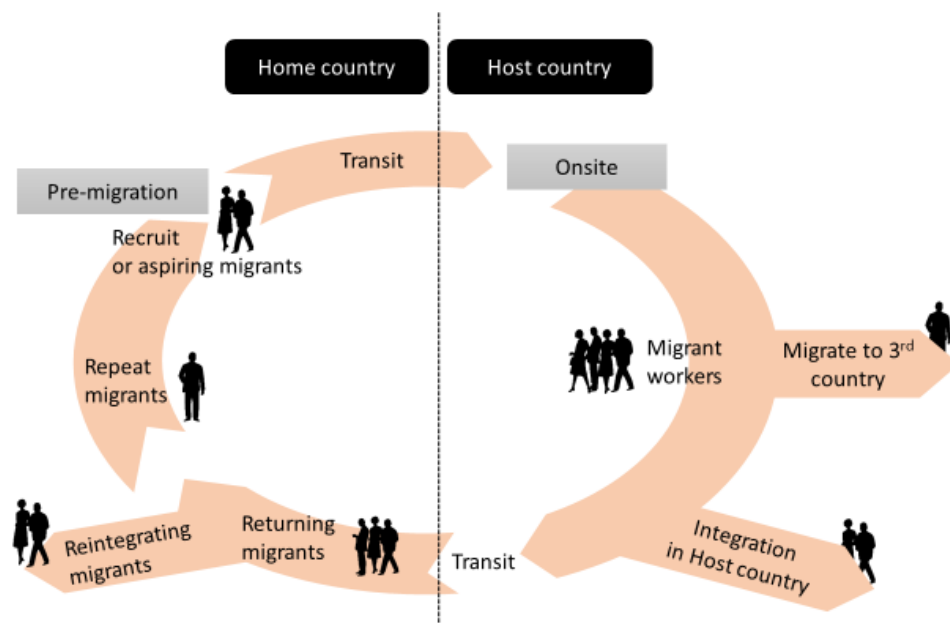 Home country
Host country
Transit
Onsite
Pre-migration
Recruit
or aspiring migrants
Repeat
migrants
Migrant
workers
Migrate to 3rd
country
Returning
migrants
Reintegrating
migrants
Transit
Integration
in Host country